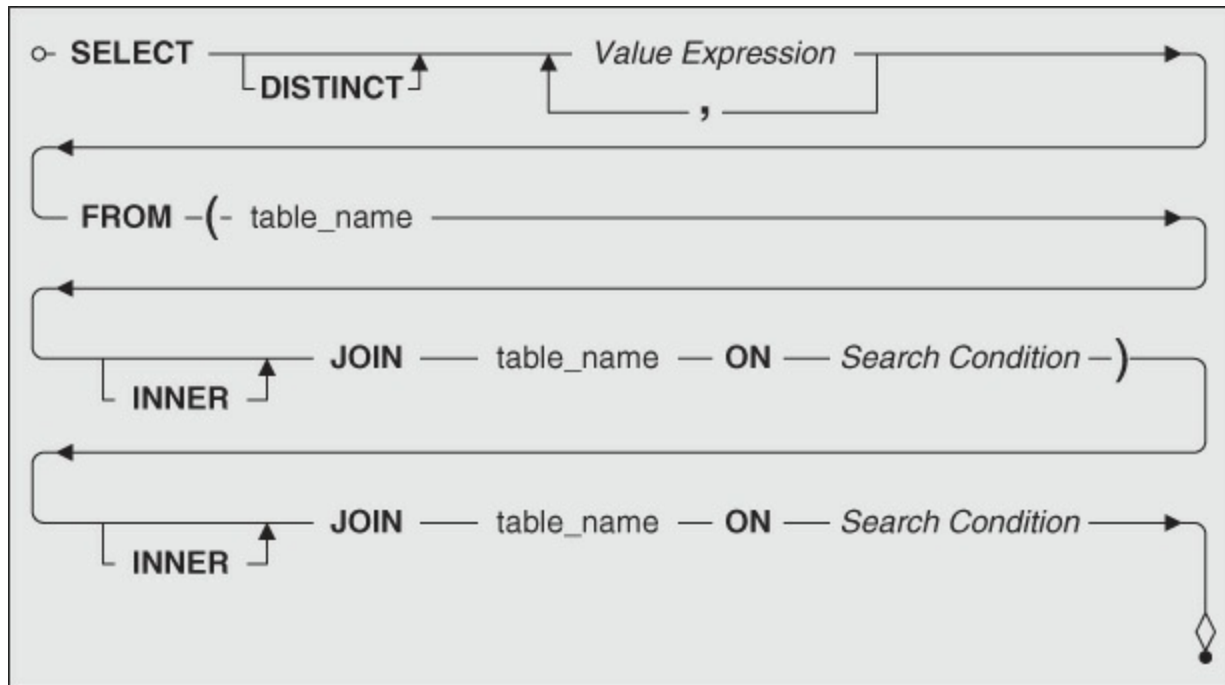 SELECT Value Expression
DISTINCT ,
FROM ( table_name
JOIN table_name ON Search Condition )
INNER
JOIN table_name ON Search Condition
INNER